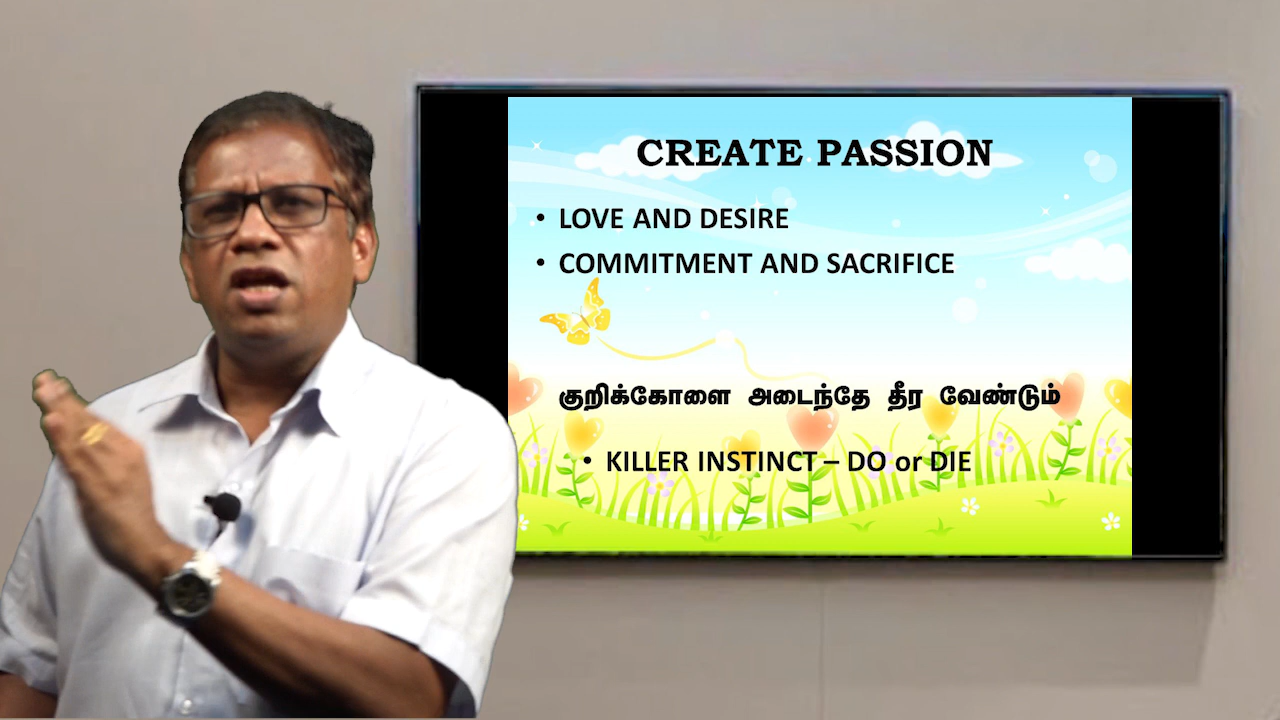 CREATE PASSION
• LOVE AND DESIRE
• COMMITMENT AND SACRIFICE
குறிக்கோளை அடைந்தே தீர வேண்டும்
• KILLER INSTINCT – DO or DIE